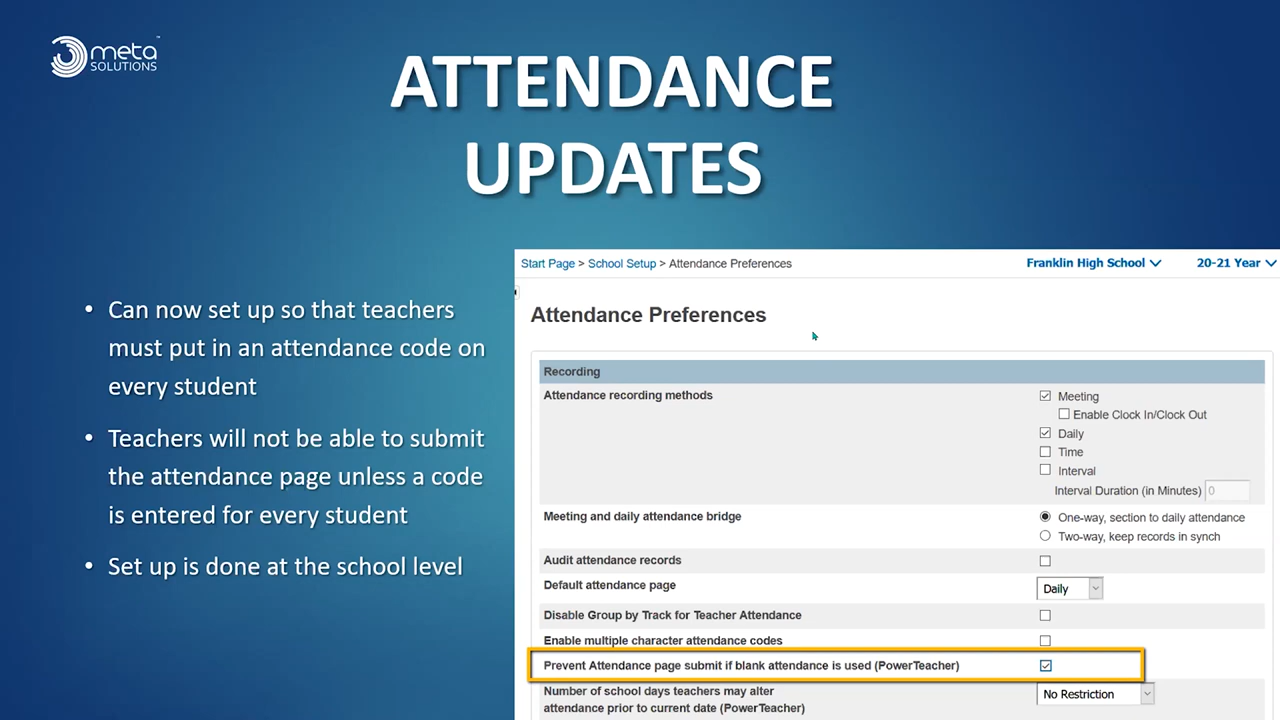 meta™
SOLUTIONS
ATTENDANCE
UPDATES
• Can now set up so that teachers
must put in an attendance code on
every student
• Teachers will not be able to submit
the attendance page unless a code
is entered for every student
• Set up is done at the school level
Start Page > School Setup > Attendance Preferences
Franklin High School
20-21 Year
Attendance Preferences
Recording
Attendance recording methods
Meeting
Enable Clock In/Clock Out
Daily
Time
Interval
Interval Duration (in Minutes) 0
Meeting and daily attendance bridge
One-way, section to daily attendance
Two-way, keep records in synch
Audit attendance records
Default attendance page
Daily
Disable Group by Track for Teacher Attendance
Enable multiple character attendance codes
Prevent Attendance page submit if blank attendance is used (PowerTeacher)
Number of school days teachers may alter
attendance prior to current date (PowerTeacher)
No Restriction